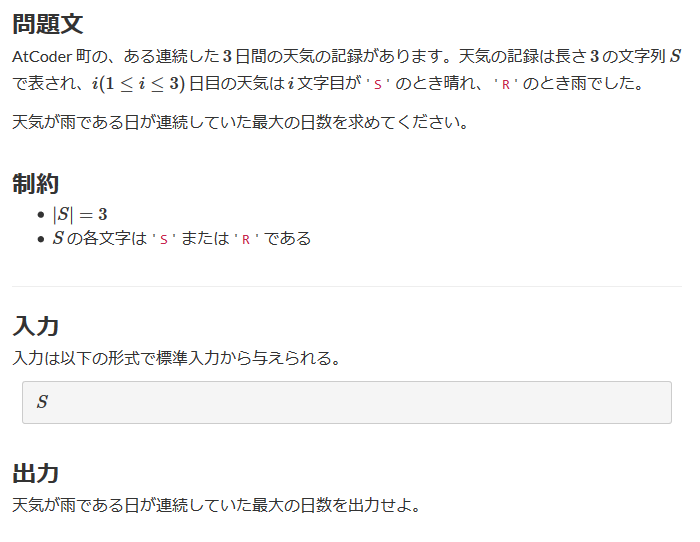 問題文
AtCoder 町の、ある連続した 3 日間の天気の記録があります。天気の記録は長さ 3 の文字列 S
で表され、i(1 ≤ i ≤ 3) 日目の天気は i 文字目が 'S' のとき晴れ、'R' のとき雨でした。
天気が雨である日が連続していた最大の日数を求めてください。
制約
• |S| = 3
• S の各文字は 'S' または 'R' である
入力
入力は以下の形式で標準入力から与えられる。
S
出力
天気が雨である日が連続していた最大の日数を出力せよ。